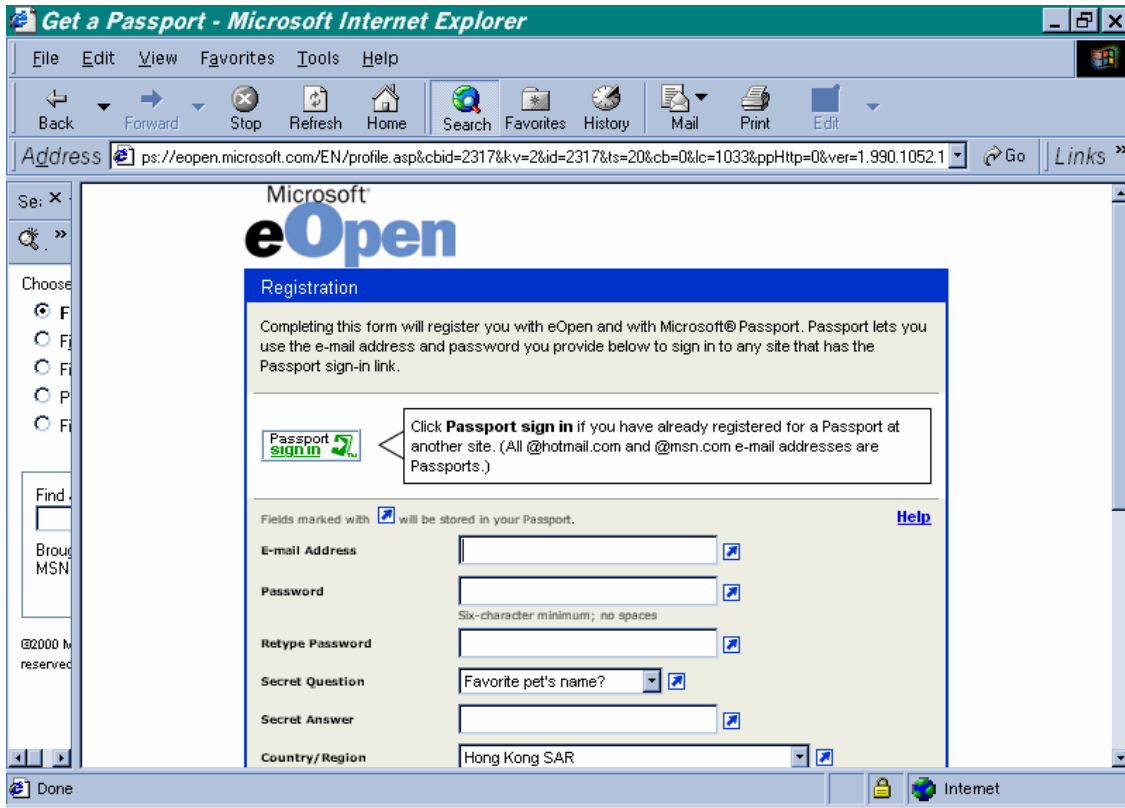 Get a Passport - Microsoft Internet Explorer
File Edit View Favorites Tools Help
Back Forward Stop Refresh Home Search Favorites History Mail Print Edit
Address ps://eopen.microsoft.com/EN/profile.asp&cbid=2317&kv=2&id=2317&ts=20&cb=0&lc=1033&ppHttp=0&ver=1.990.1052.1 Go Links »
Microsoft
eOpen
Registration
Completing this form will register you with eOpen and with Microsoft® Passport. Passport lets you
use the e-mail address and password you provide below to sign in to any site that has the
Passport sign-in link.
Passport
sign in
Click Passport sign in if you have already registered for a Passport at
another site. (All @hotmail.com and @msn.com e-mail addresses are
Passports.)
Fields marked with will be stored in your Passport.
Help
E-mail Address
Password
Six-character minimum; no spaces
Retype Password
Secret Question Favorite pet's name?
Secret Answer
Country/Region Hong Kong SAR
Choose
F
Fi
Fi
P
Fi
Find
Broug
MSN
©2000 M
reserved
Done Internet